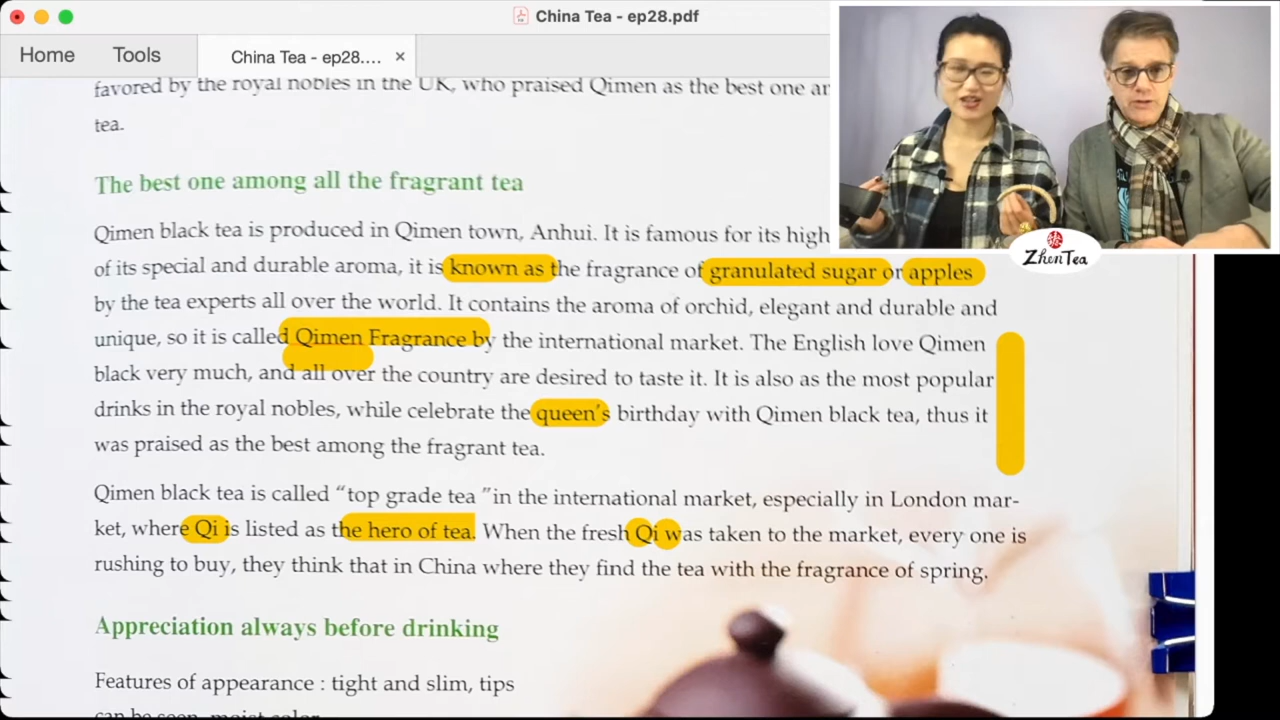 China Tea - ep28.pdf
Home Tools China Tea - ep28.... ×
favored by the royal nobles in the UK, who praised Qimen as the best one
tea.
The best one among all the fragrant tea
Qimen black tea is produced in Qimen town, Anhui. It is famous for its high
of its special and durable aroma, it is known as the fragrance of granulated sugar or apples
by the tea experts all over the world. It contains the aroma of orchid, elegant and durable and
unique, so it is called Qimen Fragrance by the international market. The English love Qimen
black very much, and all over the country are desired to taste it. It is also as the most popular
drinks in the royal nobles, while celebrate the queen's birthday with Qimen black tea, thus it
was praised as the best among the fragrant tea.
Qimen black tea is called “top grade tea ”in the international market, especially in London mar-
ket, where Qi is listed as the hero of tea. When the fresh Qi was taken to the market, every one is
rushing to buy, they think that in China where they find the tea with the fragrance of spring.
Appreciation always before drinking
Features of appearance : tight and slim, tips
can be seen, moist color
ZhenTea